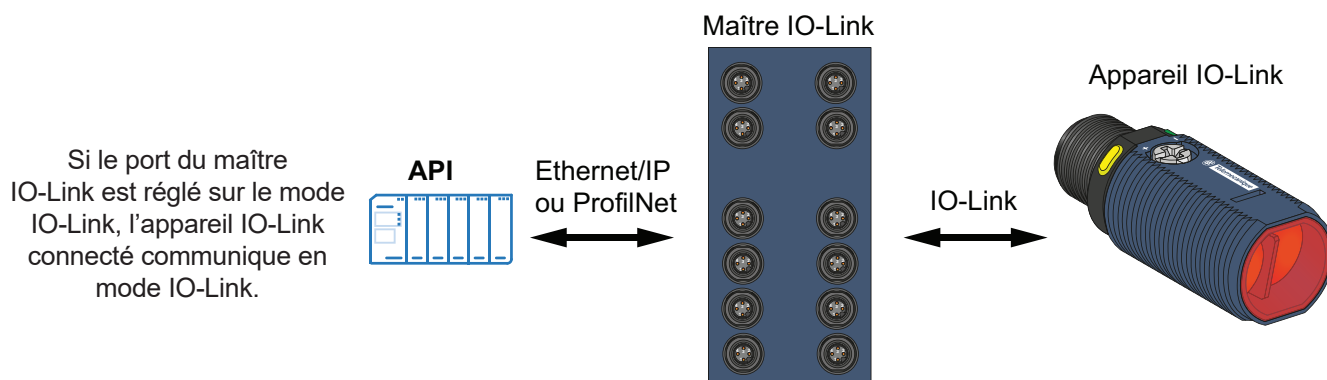 Maître IO-Link
Appareil IO-Link
Si le port du maître
IO-Link est réglé sur le mode
IO-Link, l'appareil IO-Link
connecté communique en
mode IO-Link.
API
Ethernet/IP
ou ProfilNet
IO-Link
Telemecanique